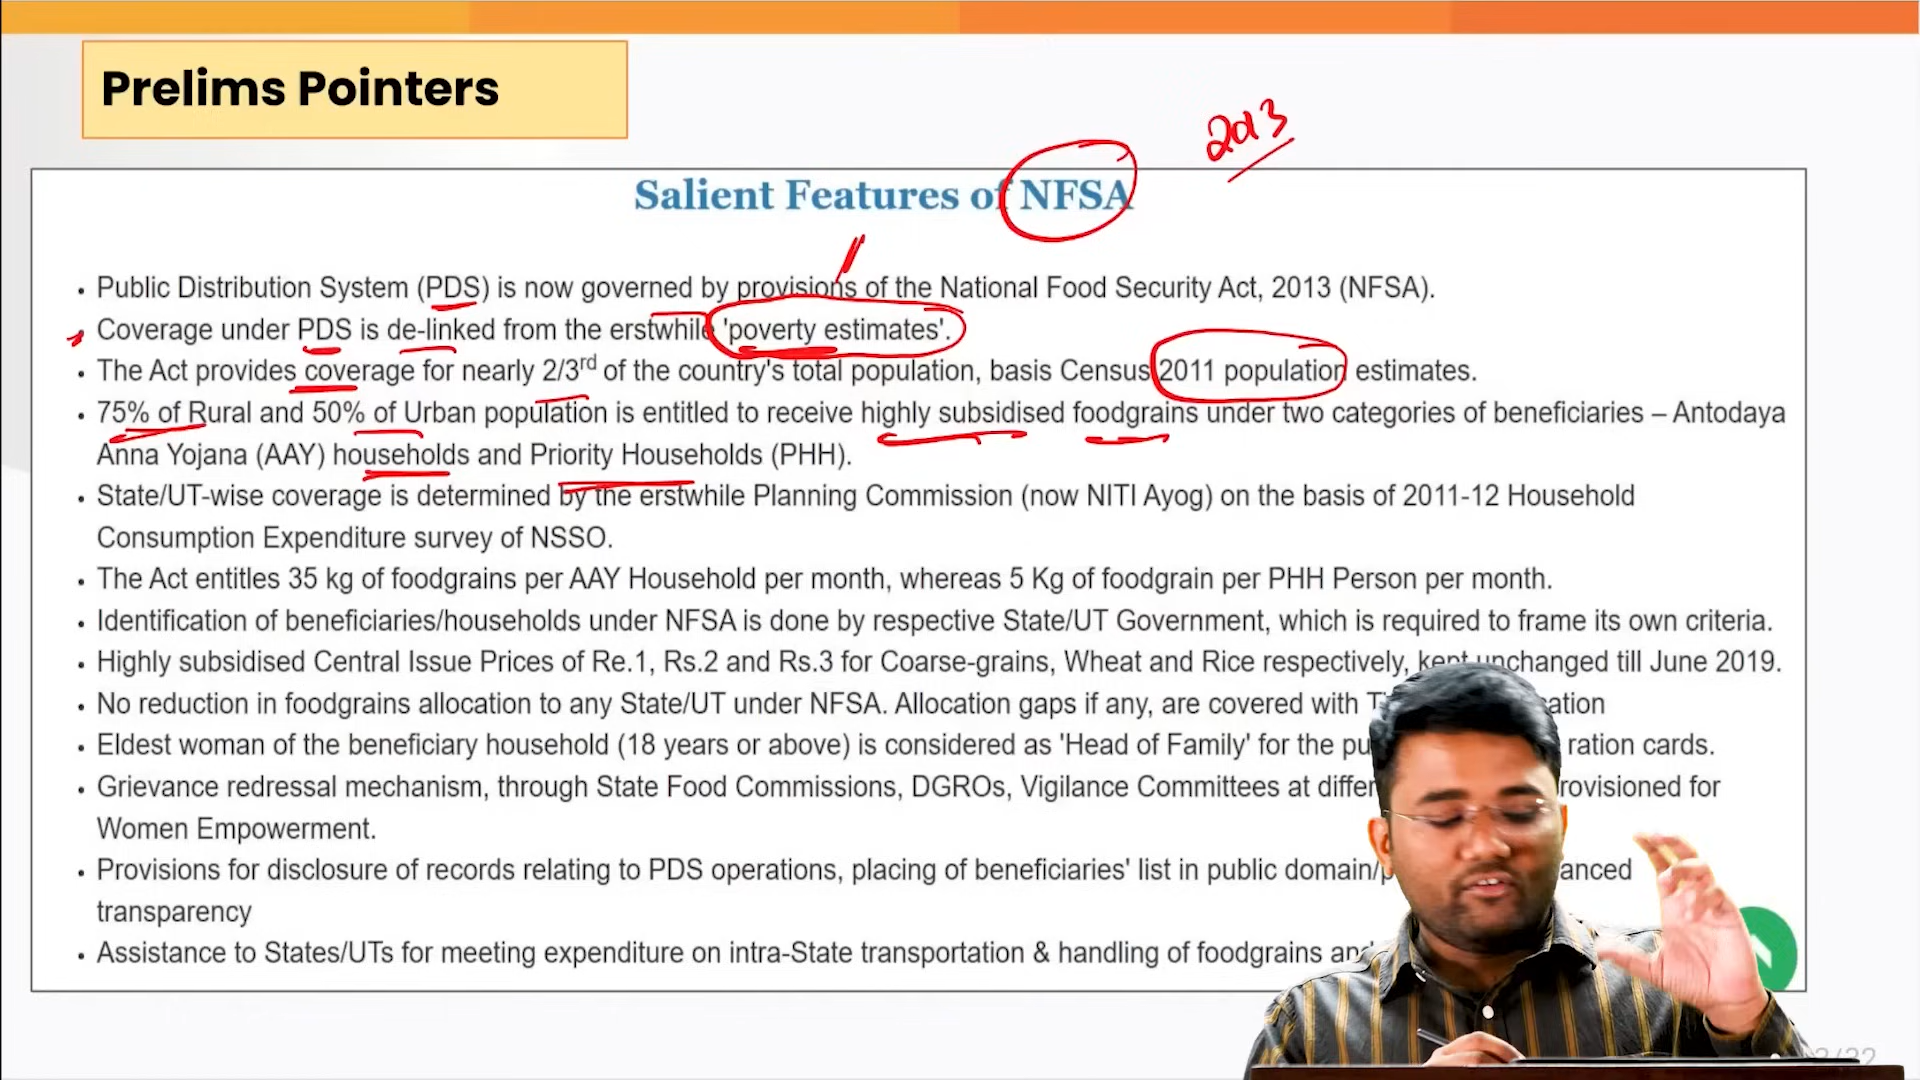 Prelims Pointers
2013
Salient Features of NFSA
• Public Distribution System (PDS) is now governed by provisions of the National Food Security Act, 2013 (NFSA).
• Coverage under PDS is de-linked from the erstwhile 'poverty estimates'.
• The Act provides coverage for nearly 2/3rd of the country's total population, basis Census 2011 population estimates.
• 75% of Rural and 50% of Urban population is entitled to receive highly subsidised foodgrains under two categories of beneficiaries – Antodaya
Anna Yojana (AAY) households and Priority Households (PHH).
• State/UT-wise coverage is determined by the erstwhile Planning Commission (now NITI Ayog) on the basis of 2011-12 Household
Consumption Expenditure survey of NSSO.
• The Act entitles 35 kg of foodgrains per AAY Household per month, whereas 5 Kg of foodgrain per PHH Person per month.
• Identification of beneficiaries/households under NFSA is done by respective State/UT Government, which is required to frame its own criteria.
• Highly subsidised Central Issue Prices of Re.1, Rs.2 and Rs.3 for Coarse-grains, Wheat and Rice respectively, kept unchanged till June 2019.
• No reduction in foodgrains allocation to any State/UT under NFSA. Allocation gaps if any, are covered with
• Eldest woman of the beneficiary household (18 years or above) is considered as 'Head of Family' for the ration cards.
• Grievance redressal mechanism, through State Food Commissions, DGROs, Vigilance Committees at for
Women Empowerment.
• Provisions for disclosure of records relating to PDS operations, placing of beneficiaries' list in public
transparency
• Assistance to States/UTs for meeting expenditure on intra-State transportation & handling of foodgrains